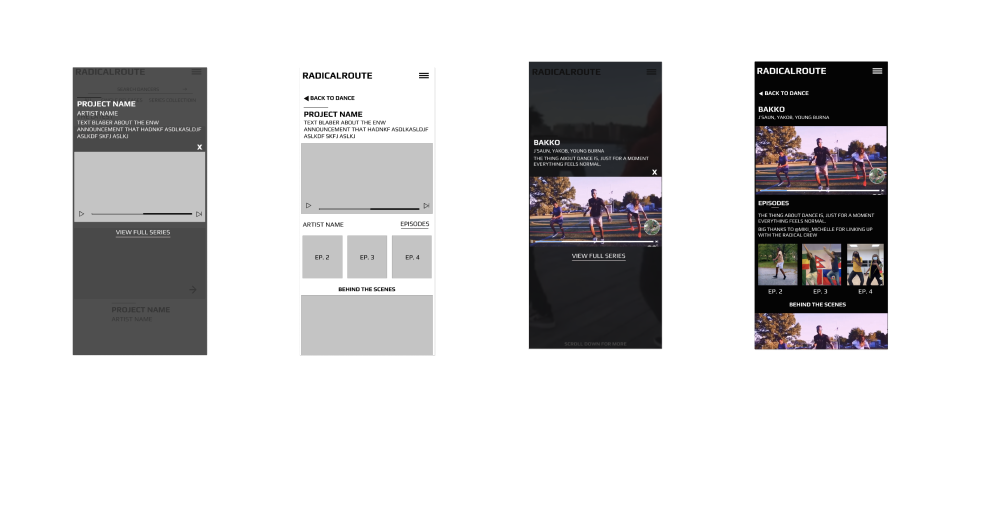 RADICALROUTE
PROJECT NAME
ARTIST NAME
TEXT BLABER ABOUT THE ENW
ANNOUNCEMENT THAT HADNKF ASDLKASLDJF
ASLKDF SKFJ ASLKJ
X
VIEW FULL SERIES
PROJECT NAME
ARTIST NAME
RADICALROUTE
BACK TO DANCE
PROJECT NAME
TEXT BLABER ABOUT THE ENW
ANNOUNCEMENT THAT HADNKF ASDLKASLDJF
ASLKDF SKFJ ASLKJ
ARTIST NAME
EPISODES
EP. 2
EP. 3
EP. 4
BEHIND THE SCENES
RADICALROUTE
BAKKO
J'SAUN, YAKOB, YOUNG BURNA
THE THING ABOUT DANCE IS, JUST FOR A MOMENT
EVERYTHING FEELS NORMAL.
X
VIEW FULL SERIES
SCROLL DOWN FOR MORE
RADICALROUTE
BACK TO DANCE
BAKKO
J'SAUN, YAKOB, YOUNG BURNA
EPISODES
THE THING ABOUT DANCE IS, JUST FOR A MOMENT
EVERYTHING FEELS NORMAL.
BIG THANKS TO @MIKI_MICHELLE FOR LINKING UP
WITH THE RADICAL CREW
EP. 2
EP. 3
EP. 4
BEHIND THE SCENES